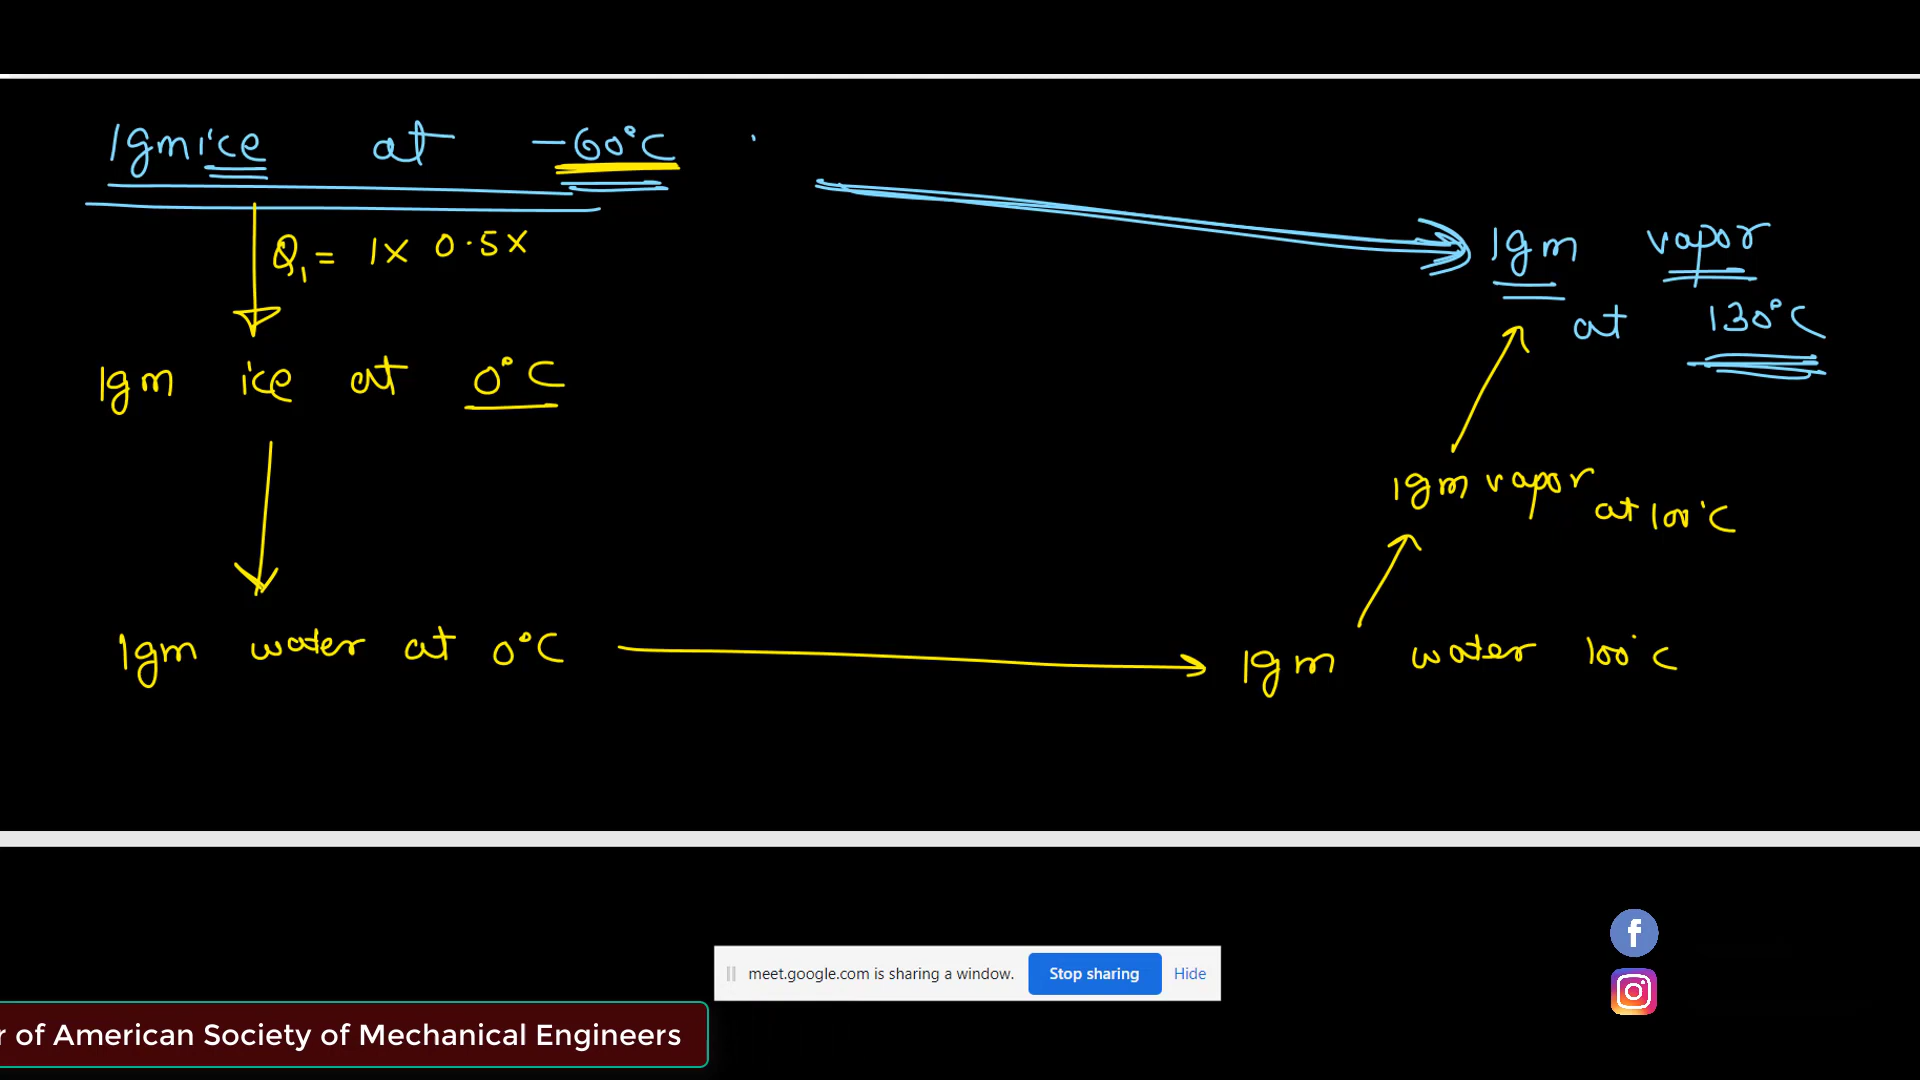 1gm ice at -60°C
1gm vapor
at 130°C
Q1 = 1x 0.5x
1gm ice at 0°C
1gm vapor
at 100°C
1gm water at 0°C
1gm water 100°C
meet.google.com is sharing a window. Stop sharing Hide
r of American Society of Mechanical Engineers